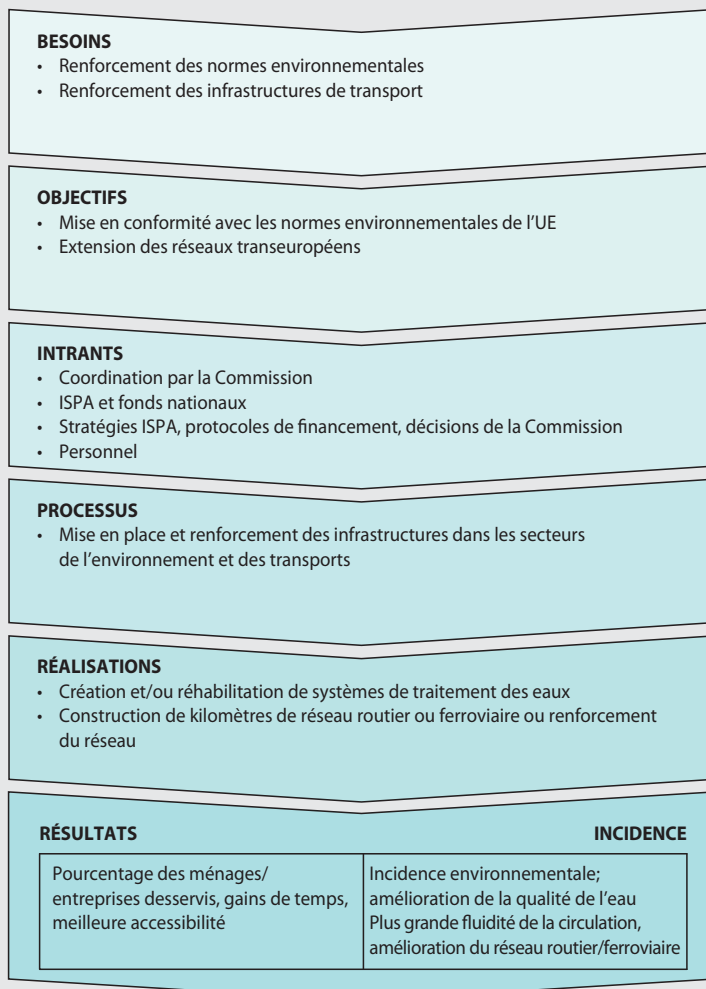 BESOINS
• Renforcement des normes environnementales
• Renforcement des infrastructures de transport
OBJECTIFS
• Mise en conformité avec les normes environnementales de l'UE
• Extension des réseaux transeuropéens
INTRANTS
• Coordination par la Commission
• ISPA et fonds nationaux
• Stratégies ISPA, protocoles de financement, décisions de la Commission
• Personnel
PROCESSUS
• Mise en place et renforcement des infrastructures dans les secteurs
de l'environnement et des transports
RÉALISATIONS
• Création et/ou réhabilitation de systèmes de traitement des eaux
• Construction de kilomètres de réseau routier ou ferroviaire ou renforcement
du réseau
RÉSULTATS
Pourcentage des ménages/
entreprises desservis, gains de temps,
meilleure accessibilité
INCIDENCE
Incidence environnementale;
amélioration de la qualité de l'eau
Plus grande fluidité de la circulation,
amélioration du réseau routier/ferroviaire